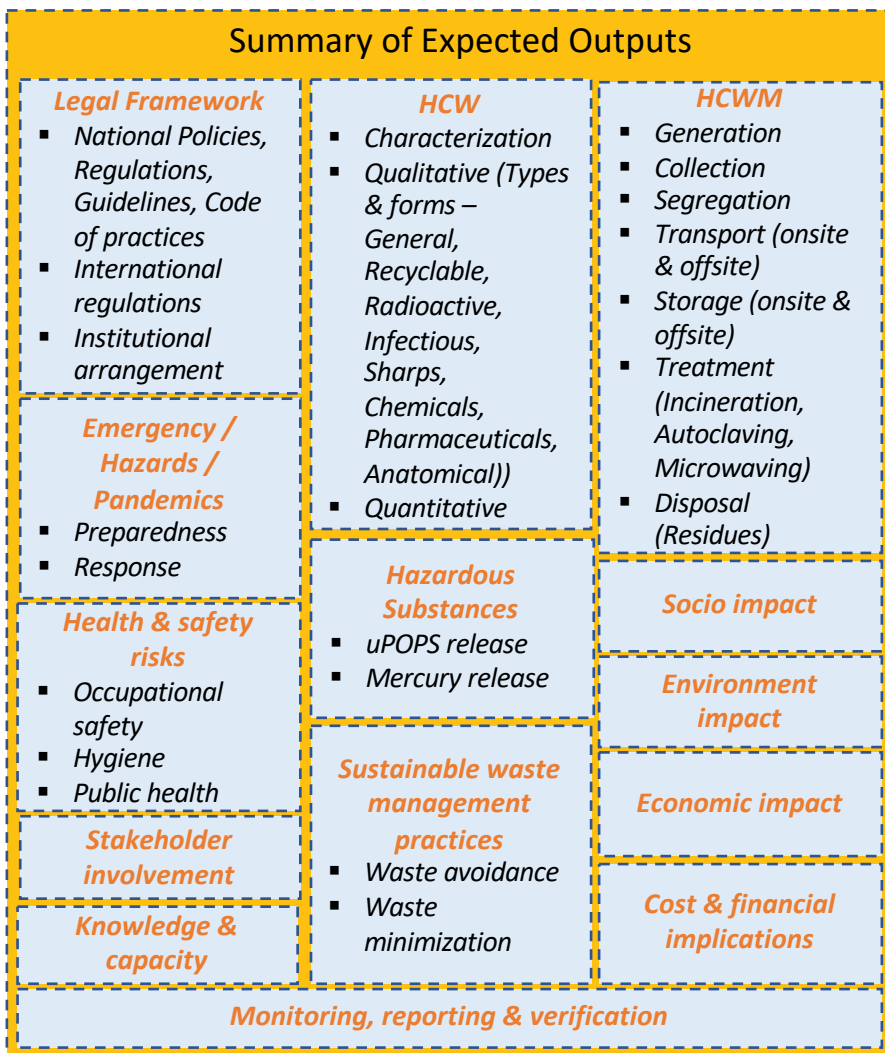 Summary of Expected Outputs
Legal Framework
▪ National Policies,
Regulations,
Guidelines, Code
of practices
▪ International
regulations
▪ Institutional
arrangement
Emergency /
Hazards /
Pandemics
▪ Preparedness
▪ Response
Health & safety
risks
▪ Occupational
safety
▪ Hygiene
▪ Public health
Stakeholder
involvement
Knowledge &
capacity
HCW
▪ Characterization
▪ Qualitative (Types
& forms –
General,
Recyclable,
Radioactive,
Infectious,
Sharps,
Chemicals,
Pharmaceuticals,
Anatomical))
▪ Quantitative
Hazardous
Substances
▪ uPOPS release
▪ Mercury release
Sustainable waste
management
practices
▪ Waste avoidance
▪ Waste
minimization
HCWM
▪ Generation
▪ Collection
▪ Segregation
▪ Transport (onsite
& offsite)
▪ Storage (onsite &
offsite)
▪ Treatment
(Incineration,
Autoclaving,
Microwaving)
▪ Disposal
(Residues)
Socio impact
Environment
impact
Economic impact
Cost & financial
implications
Monitoring, reporting & verification